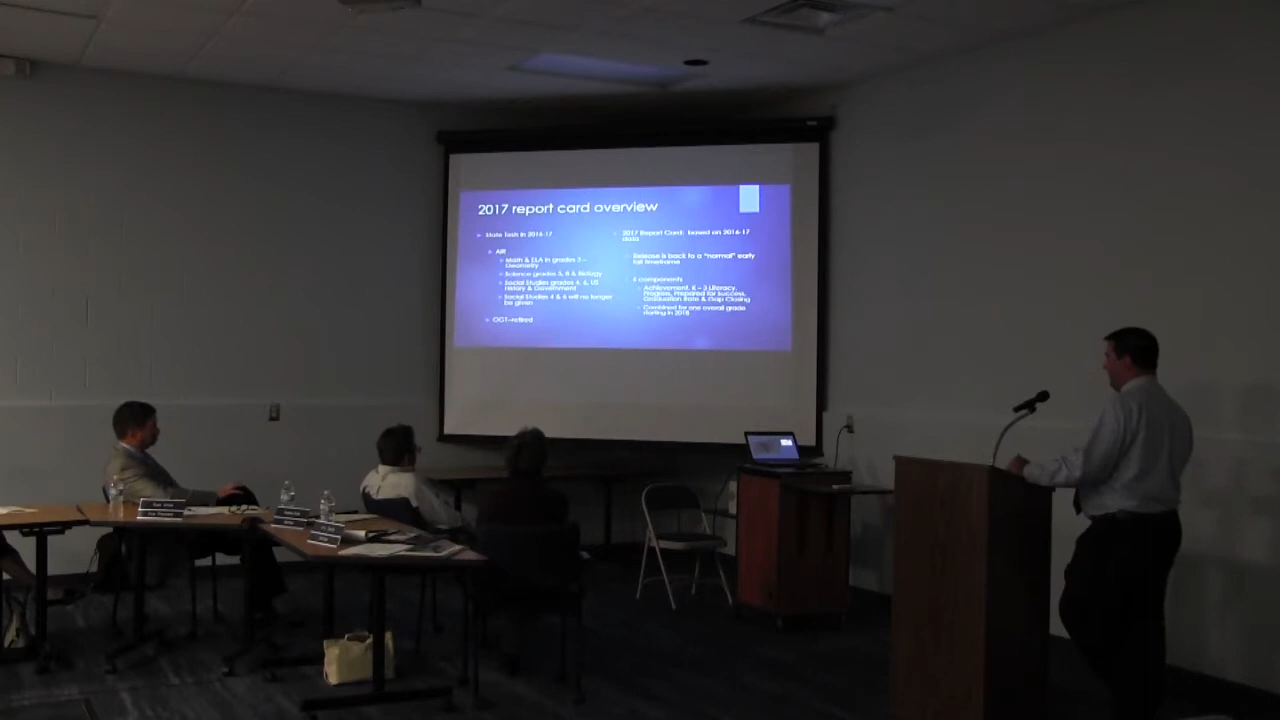 2017 report card overview
State Tests in 2016-17
AIR
Math & ELA in grades 3 –
Geometry
Science grades 5, 8 & Biology
Social Studies grades 4, 6, US
History & Government
Social Studies 4 & 6 will no longer
be given
OGT–retired
2017 Report Card: based on 2016-17
data
Release is back to a "normal" early
fall timeframe
6 components
Achievement, K – 3 Literacy,
Progress, Prepared for Success,
Graduation Rate & Gap Closing
Combined for one overall grade
starting in 2018